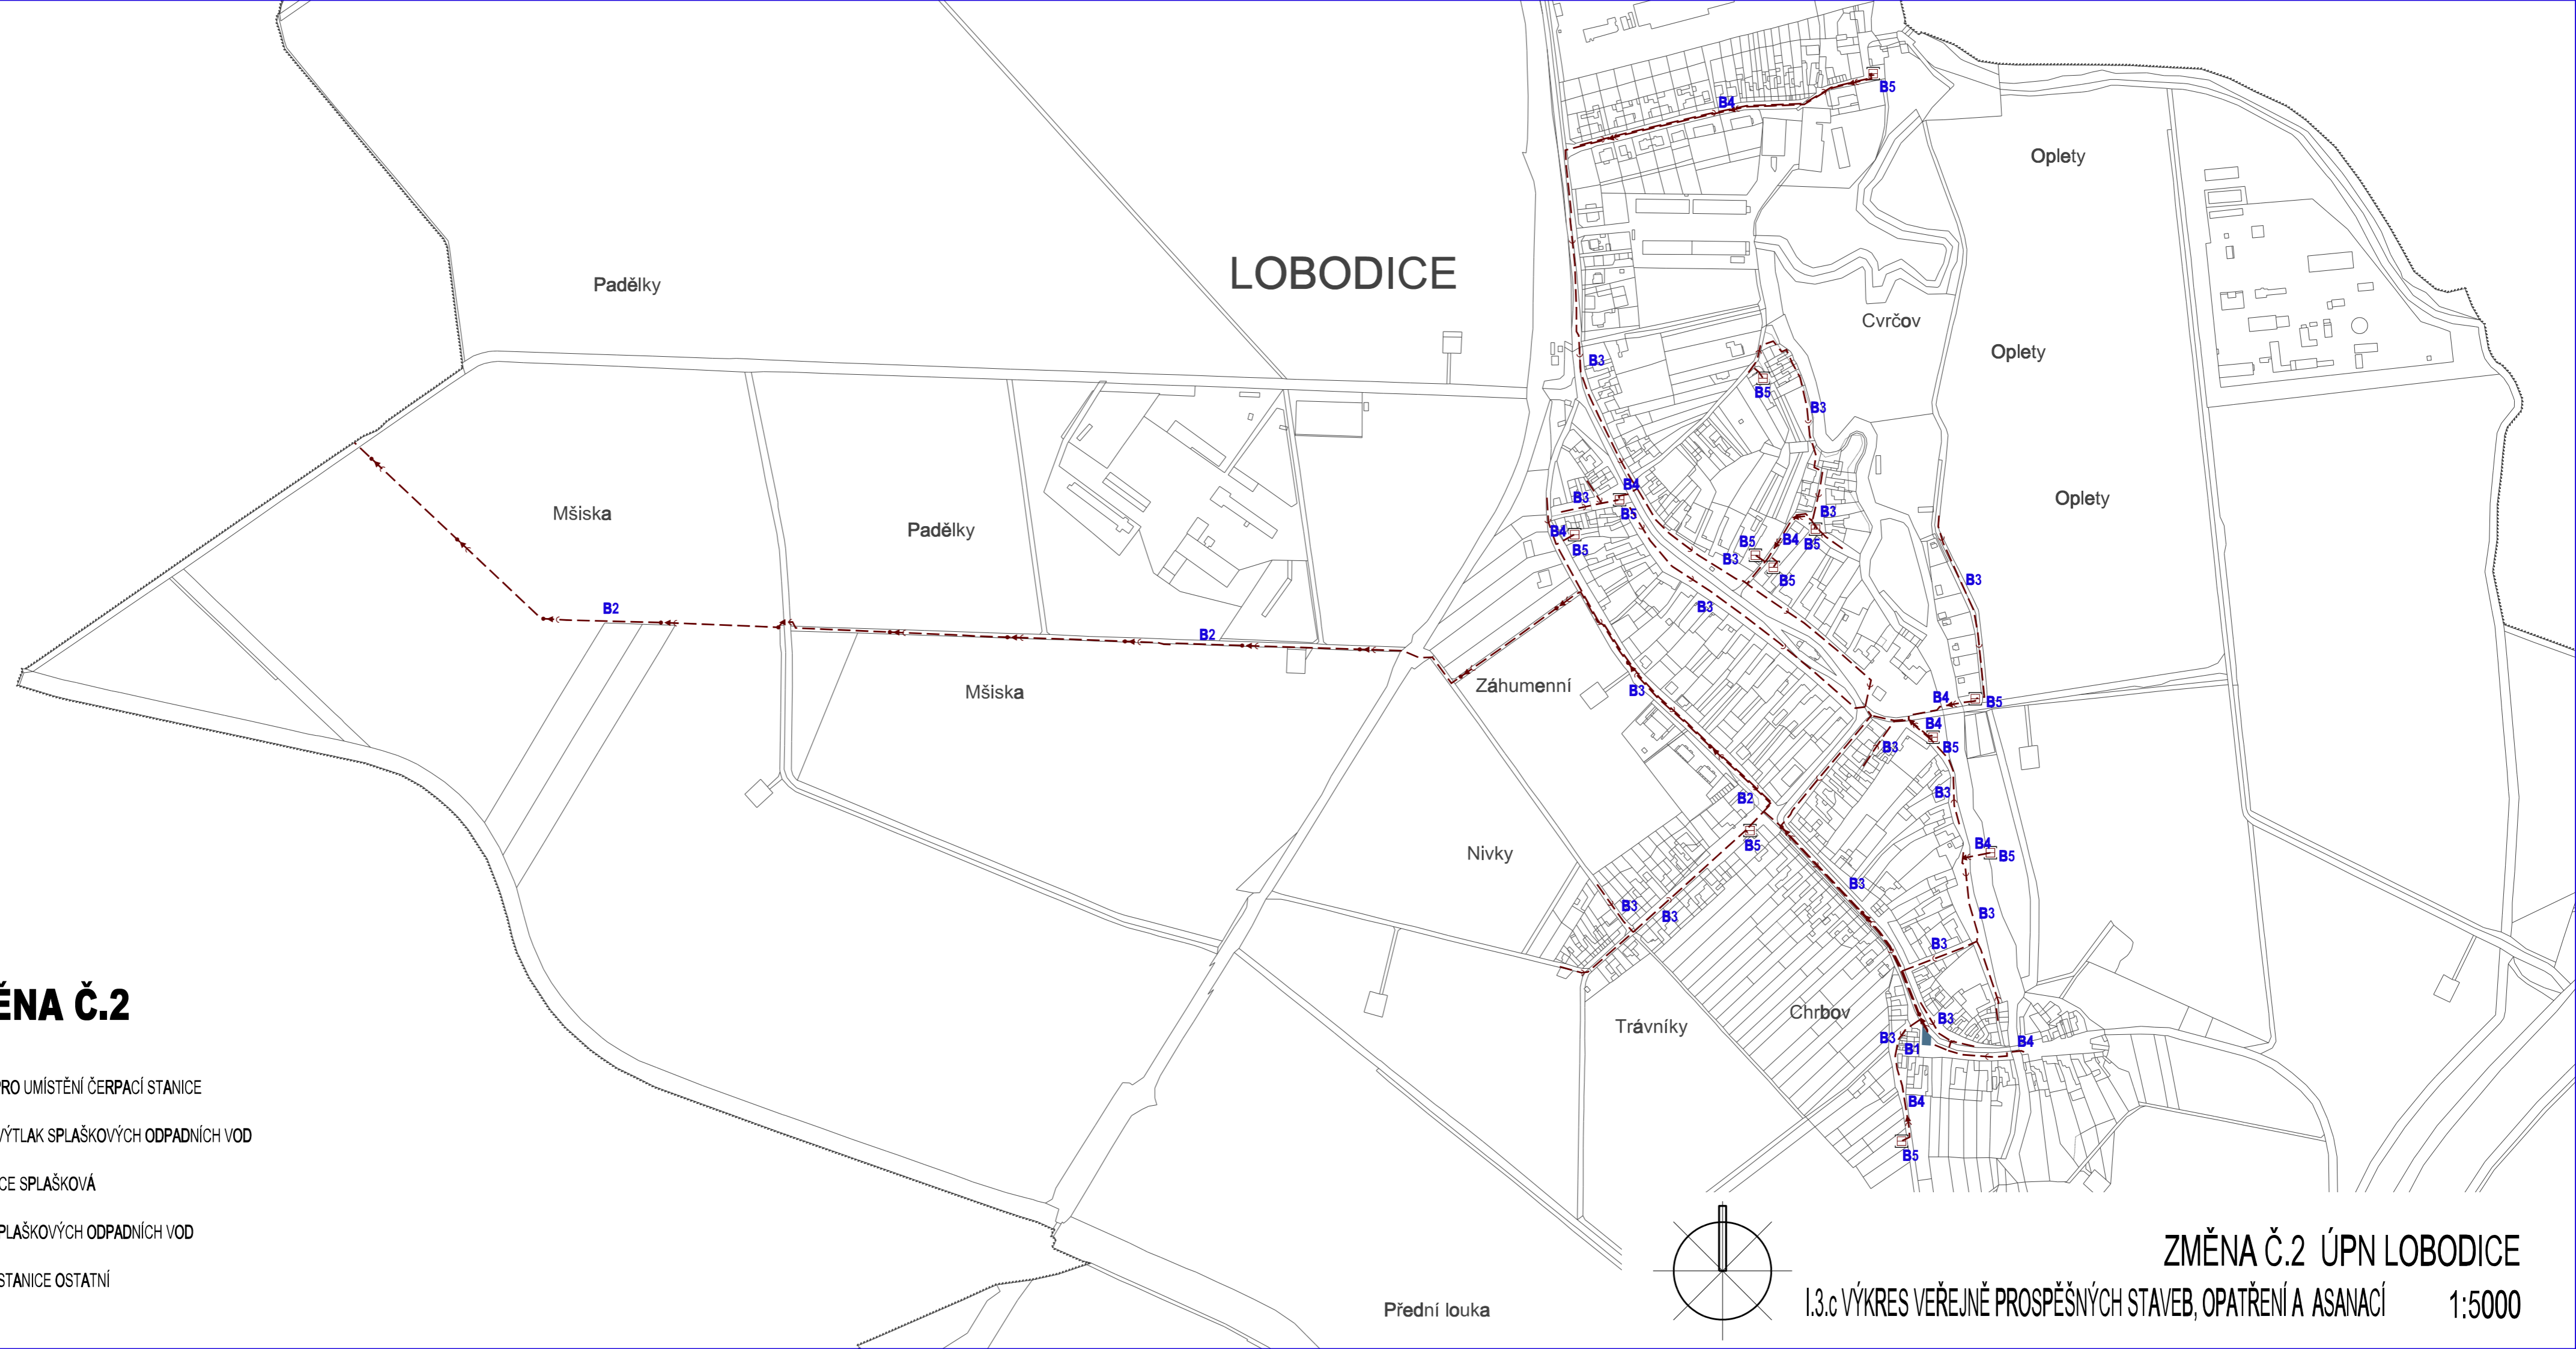 B5
B4
Oplety
LOBODICE
Padělky
Cvrčov
Oplety
B3
B5
B3
B4
B3
B5
Oplety
Mšiska
Padělky
B3
B4
B5
B5
B4
B5
B3
B5
B3
B3
B2
B2
Mšiska
Záhumenní
B3
B4
B5
B4
B5
B3
B3
B2
B5
B4
B5
Nivky
B3
B3
B3
B3
B3
Chrbov
Trávníky
B3
B3
B1
B4
B4
B5
ĚNA Č.2
PRO UMÍSTĚNÍ ČERPACÍ STANICE
VÝTLAK SPLAŠKOVÝCH ODPADNÍCH VOD
CE SPLAŠKOVÁ
PLAŠKOVÝCH ODPADNÍCH VOD
STANICE OSTATNÍ
Přední louka
ZMĚNA Č.2 ÚPN LOBODICE
I.3.c VÝKRES VEŘEJNĚ PROSPĚŠNÝCH STAVEB, OPATŘENÍ A ASANACÍ 1:5000